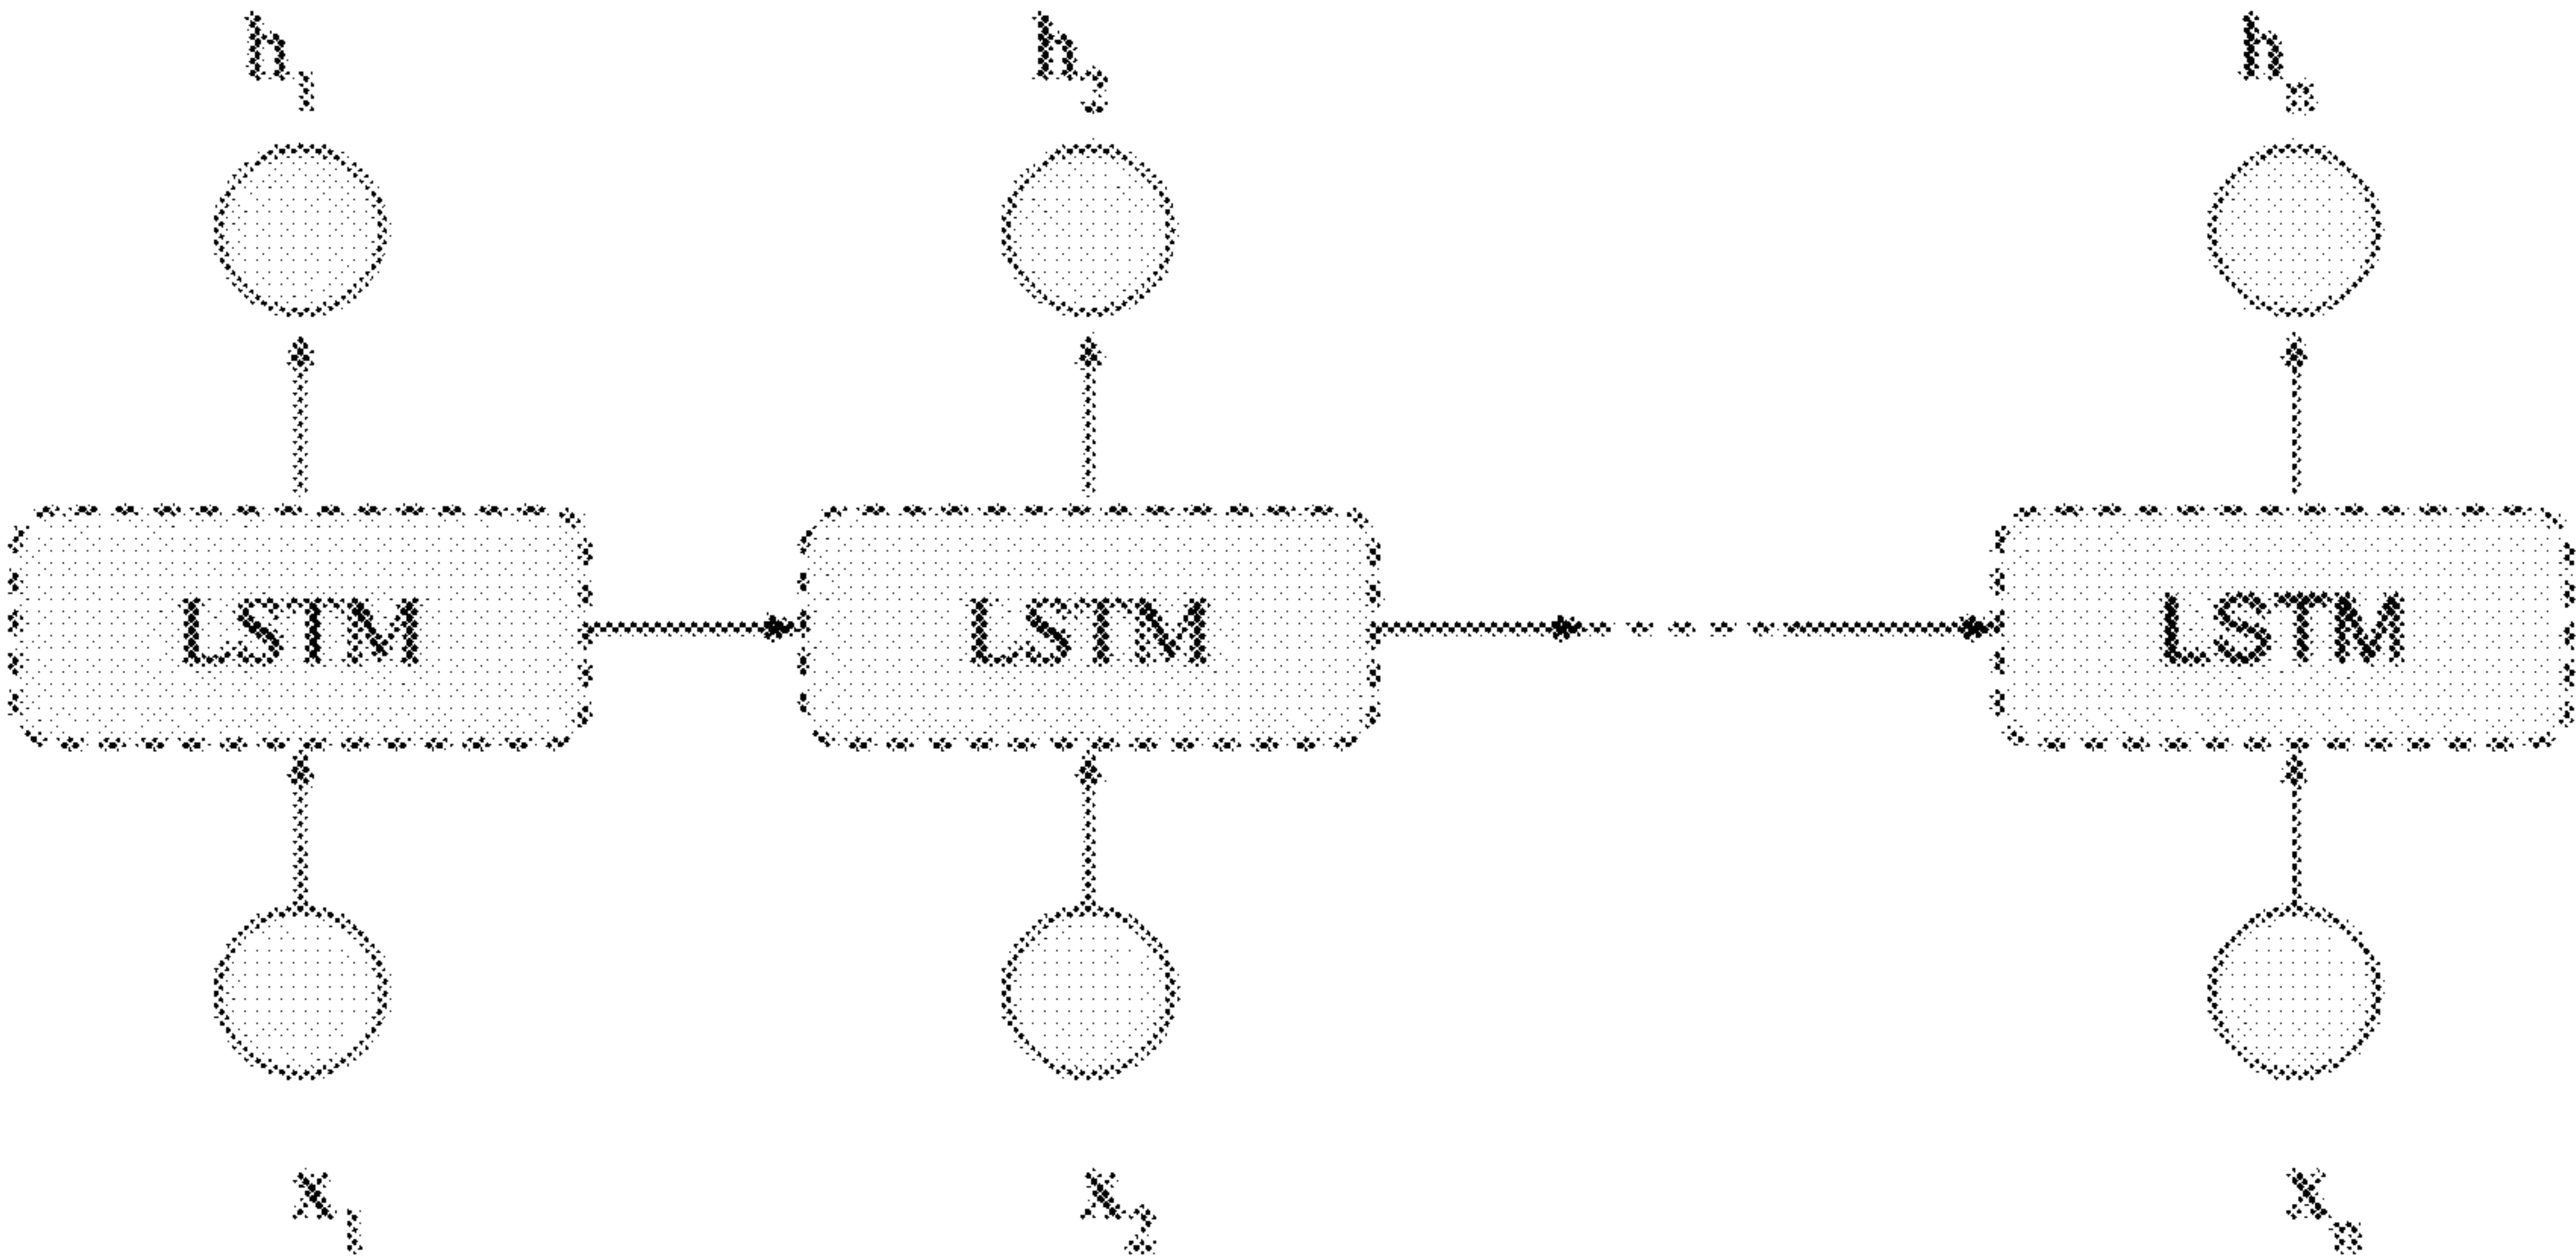 h₁ h₂ hₙ
LSTM LSTM LSTM
x₁ x₂ xₙ